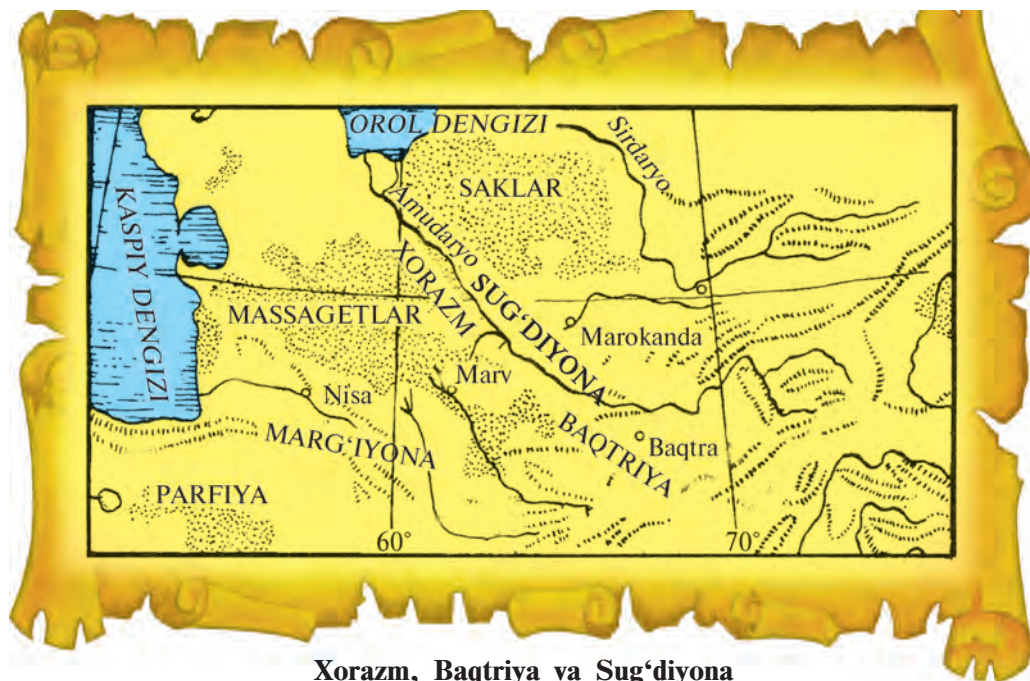 OROL DENGIZI
Sirdaryo
KASPIY DENGIZI
SAKLAR
Amudaryo
XORAZM
SUG‘DIYONA
MASSAGETLAR
Marokanda
Marv
Nisa
MARG‘IYONA
BAQTRIYA
Baqtra
PARFIYA
60°
70°
Xorazm, Baqtriya va Sug‘diyona